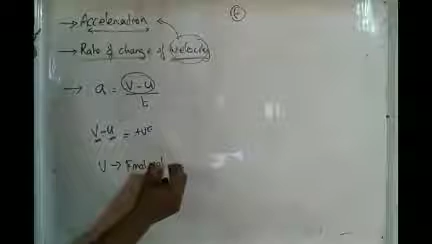 → Acceleration
→ Rate of change of Velocity
→ a = V - u / t
V - u = +ve
V → Final